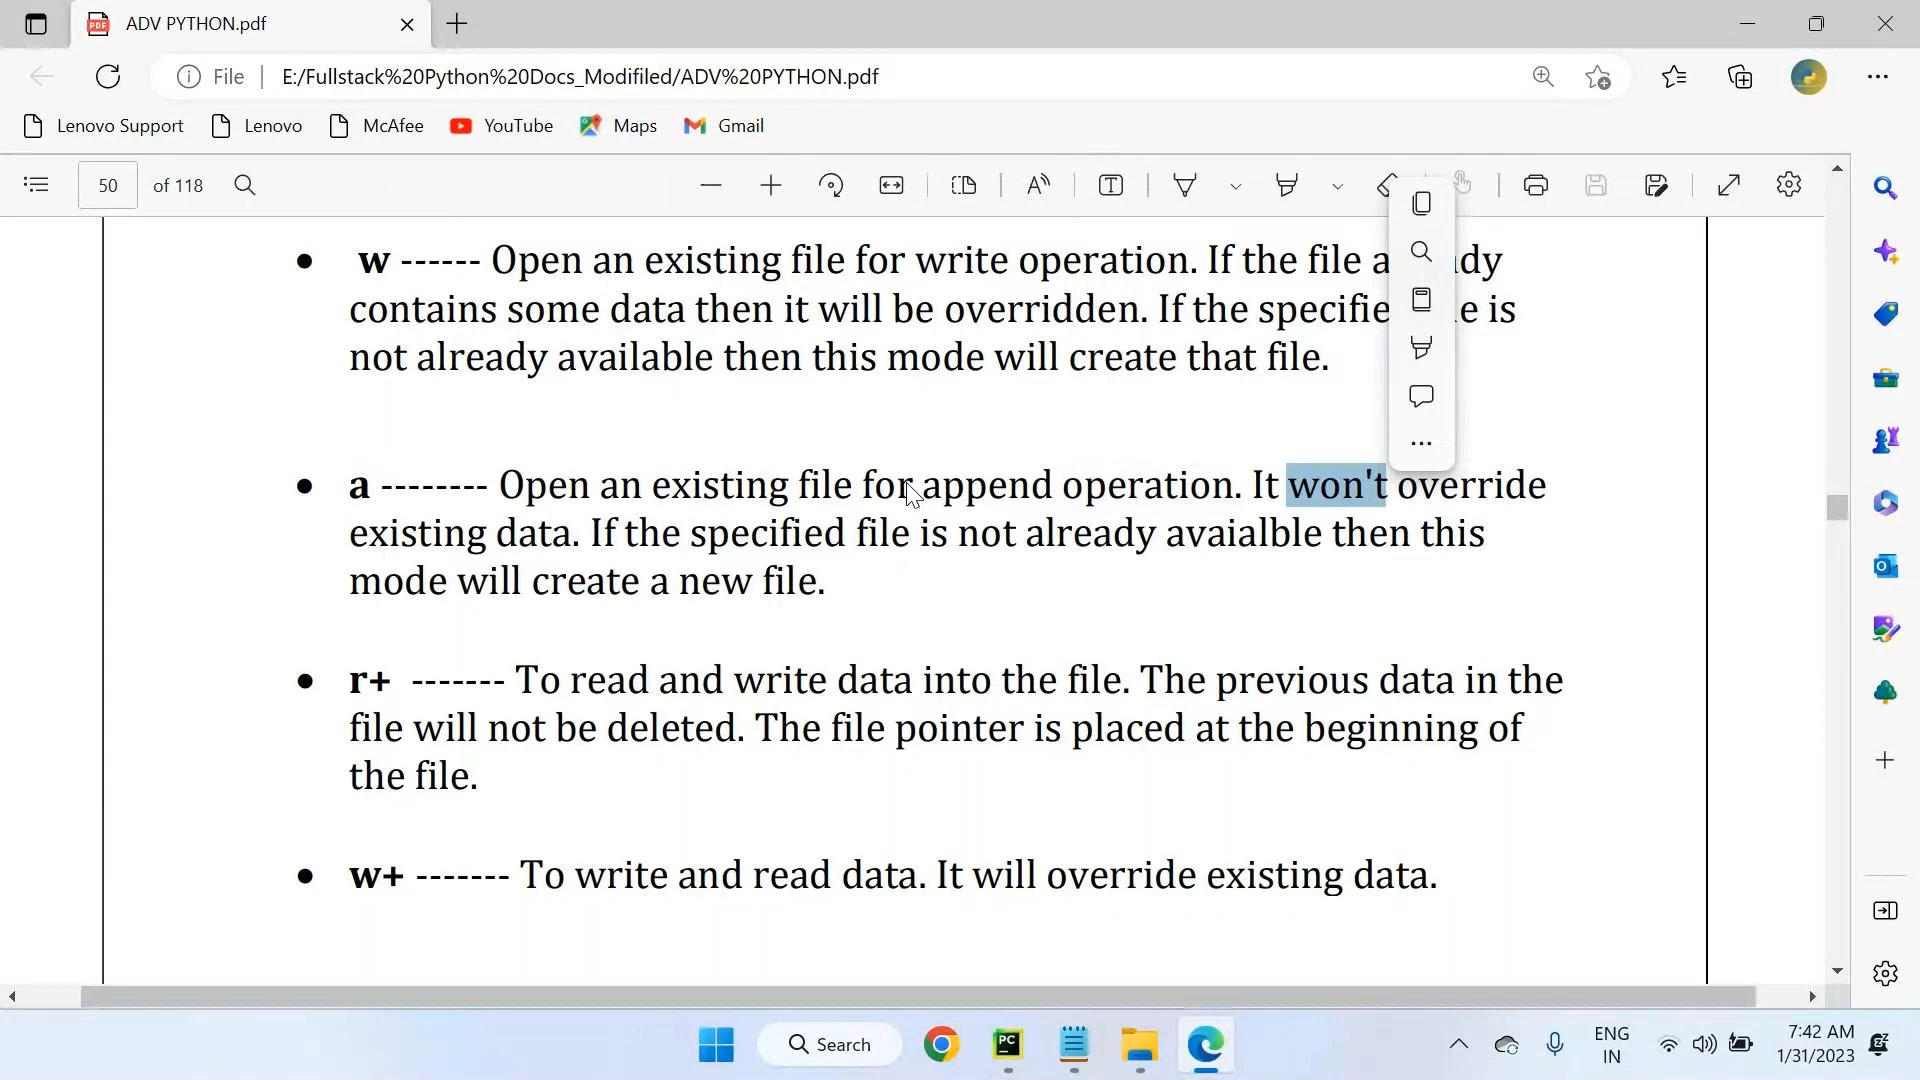 ADV PYTHON.pdf
File
E:/Fullstack%20Python%20Docs_Modifiled/ADV%20PYTHON.pdf
Lenovo Support
Lenovo
McAfee
YouTube
Maps
Gmail
50 of 118
w ------ Open an existing file for write operation. If the file a dy
contains some data then it will be overridden. If the specifie e is
not already available then this mode will create that file.
a -------- Open an existing file for append operation. It won't override
existing data. If the specified file is not already avaialble then this
mode will create a new file.
r+ ------- To read and write data into the file. The previous data in the
file will not be deleted. The file pointer is placed at the beginning of
the file.
w+ ------- To write and read data. It will override existing data.
Search
ENG
IN
7:42 AM
1/31/2023